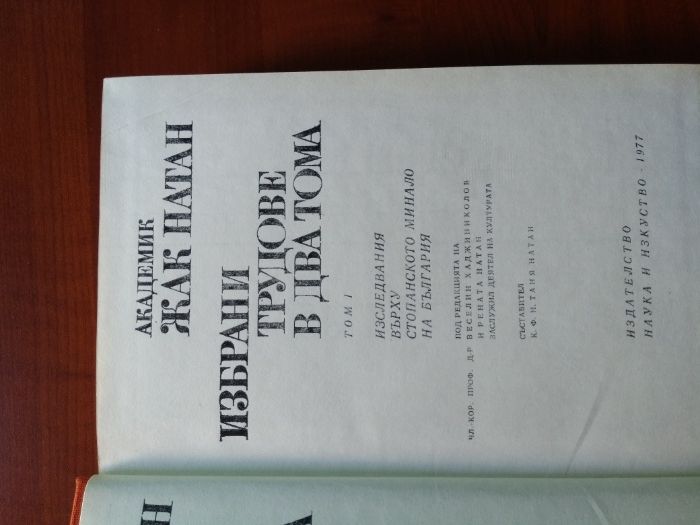 АКАДЕМИК
ЖАК НАТАН
ИЗБРАНИ
ТРУДОВЕ
В ДВА ТОМА
ТОМ I
ИЗСЛЕДВАНИЯ
ВЪРХУ
СТОПАНСКОТО МИНАЛО
НА БЪЛГАРИЯ
ПОД РЕДАКЦИЯТА НА
ЧЛ.-КОР. ПРОФ. Д-Р ВЕСЕЛИН ХАДЖИНИКОЛОВ
И РЕНАТА НАТАН
ЗАСЛУЖИЛ ДЕЯТЕЛ НА КУЛТУРАТА
СЪСТАВИТЕЛ
К. Ф. Н. ТАНЯ НАТАН
ИЗДАТЕЛСТВО
НАУКА И ИЗКУСТВО · 1977